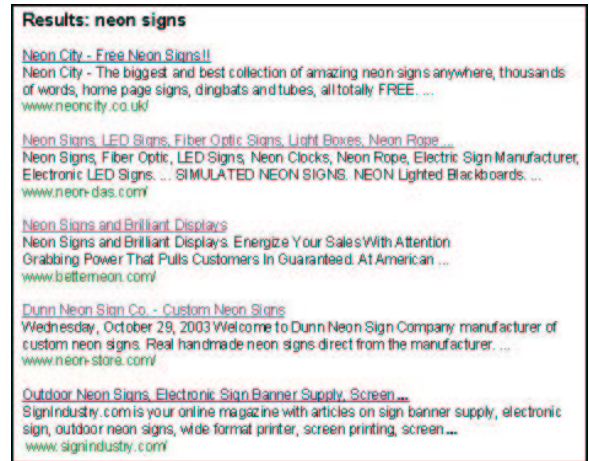 Results: neon signs
Neon City - Free Neon Signs!!
Neon City - The biggest and best collection of amazing neon signs anywhere, thousands
of words, home page signs, dingbats and tubes, all totally FREE. ...
www.neoncity.co.uk/
Neon Signs, LED Signs, Fiber Optic Signs, Light Boxes, Neon Rope ...
Neon Signs, Fiber Optic, LED Signs, Neon Clocks, Neon Rope, Electric Sign Manufacturer,
Electronic LED Signs. ... SIMULATED NEON SIGNS. NEON Lighted Blackboards. ...
www.neon-das.com/
Neon Signs and Brilliant Displays
Neon Signs and Brilliant Displays. Energize Your Sales With Attention
Grabbing Power That Pulls Customers In Guaranteed. At American ...
www.betterneon.com/
Dunn Neon Sign Co. - Custom Neon Signs
Wednesday, October 29, 2003 Welcome to Dunn Neon Sign Company manufacturer of
custom neon signs. Real handmade neon signs direct from the manufacturer. ...
www.neon-store.com/
Outdoor Neon Signs, Electronic Sign Banner Supply, Screen ...
SignIndustry.com is your online magazine with articles on sign banner supply, electronic
sign, outdoor neon signs, wide format printer, screen printing, screen ...
www.signindustry.com/